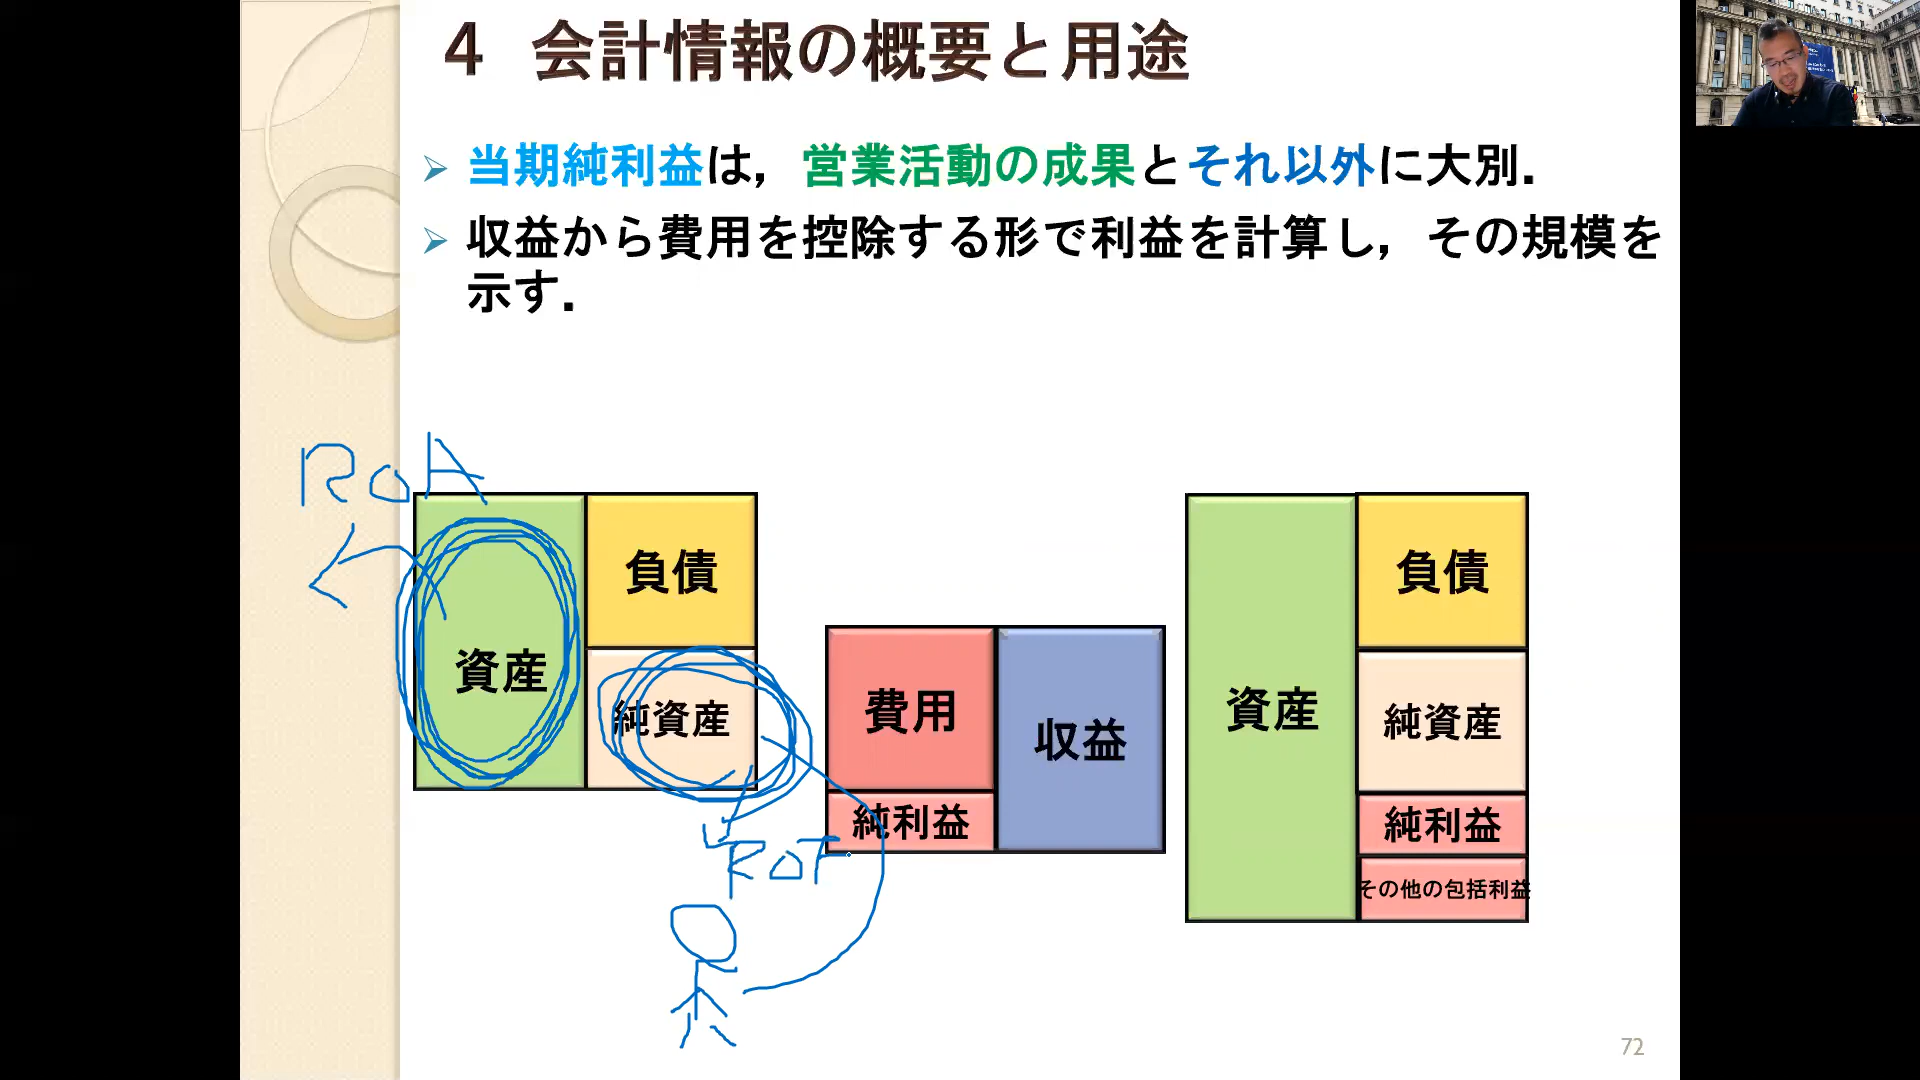 4 会計情報の概要と用途
当期純利益は，営業活動の成果とそれ以外に大別．
収益から費用を控除する形で利益を計算し，その規模を
示す．
RoA
資産
負債
純資産
費用
純利益
収益
資産
負債
純資産
純利益
その他の包括利益
72